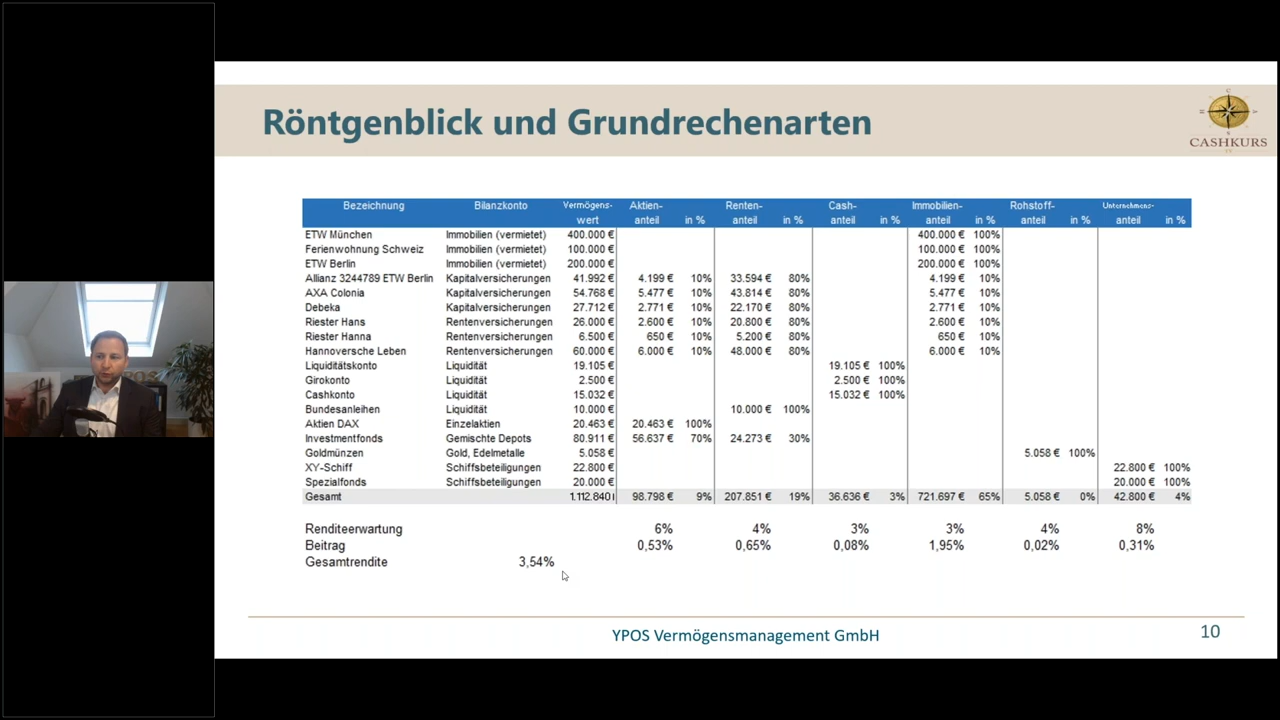 Röntgenblick und Grundrechenarten
CASHKURS
Bezeichnung Bilanzkonto Vermögens- Aktien- Renten- Cash- Immobilien- Rohstoff- Unternehmens-
wert anteil in % anteil in % anteil in % anteil in % anteil in % anteil in %
ETW München Immobilien (vermietet) 400.000 € 400.000 € 100%
Ferienwohnung Schweiz Immobilien (vermietet) 100.000 € 100.000 € 100%
ETW Berlin Immobilien (vermietet) 200.000 € 200.000 € 100%
Allianz 3244789 ETW Berlin Kapitalversicherungen 41.992 € 4.199 € 10% 33.594 € 80% 4.199 € 10%
AXA Colonia Kapitalversicherungen 54.768 € 5.477 € 10% 43.814 € 80% 5.477 € 10%
Debeka Kapitalversicherungen 27.712 € 2.771 € 10% 22.170 € 80% 2.771 € 10%
Riester Hans Rentenversicherungen 26.000 € 2.600 € 10% 20.800 € 80% 2.600 € 10%
Riester Hanna Rentenversicherungen 6.500 € 650 € 10% 5.200 € 80% 650 € 10%
Hannoversche Leben Rentenversicherungen 60.000 € 6.000 € 10% 48.000 € 80% 6.000 € 10%
Liquiditätskonto Liquidität 19.105 € 19.105 € 100%
Girokonto Liquidität 2.500 € 2.500 € 100%
Cashkonto Liquidität 15.032 € 15.032 € 100%
Bundesanleihen Liquidität 10.000 € 10.000 € 100%
Aktien DAX Einzelaktien 20.463 € 20.463 € 100%
Investmentfonds Gemischte Depots 80.911 € 56.637 € 70% 24.273 € 30%
Goldmünzen Gold, Edelmetalle 5.058 € 5.058 € 100%
XY-Schiff Schiffsbeteiligungen 22.800 € 22.800 € 100%
Spezialfonds Schiffsbeteiligungen 20.000 € 20.000 € 100%
Gesamt 1.112.840 98.798 € 9% 207.851 € 19% 36.636 € 3% 721.697 € 65% 5.058 € 0% 42.800 € 4%
Renditeerwartung 6% 4% 3% 3% 4% 8%
Beitrag 0,53% 0,65% 0,08% 1,95% 0,02% 0,31%
Gesamtrendite 3,54%
YPOS Vermögensmanagement GmbH
10